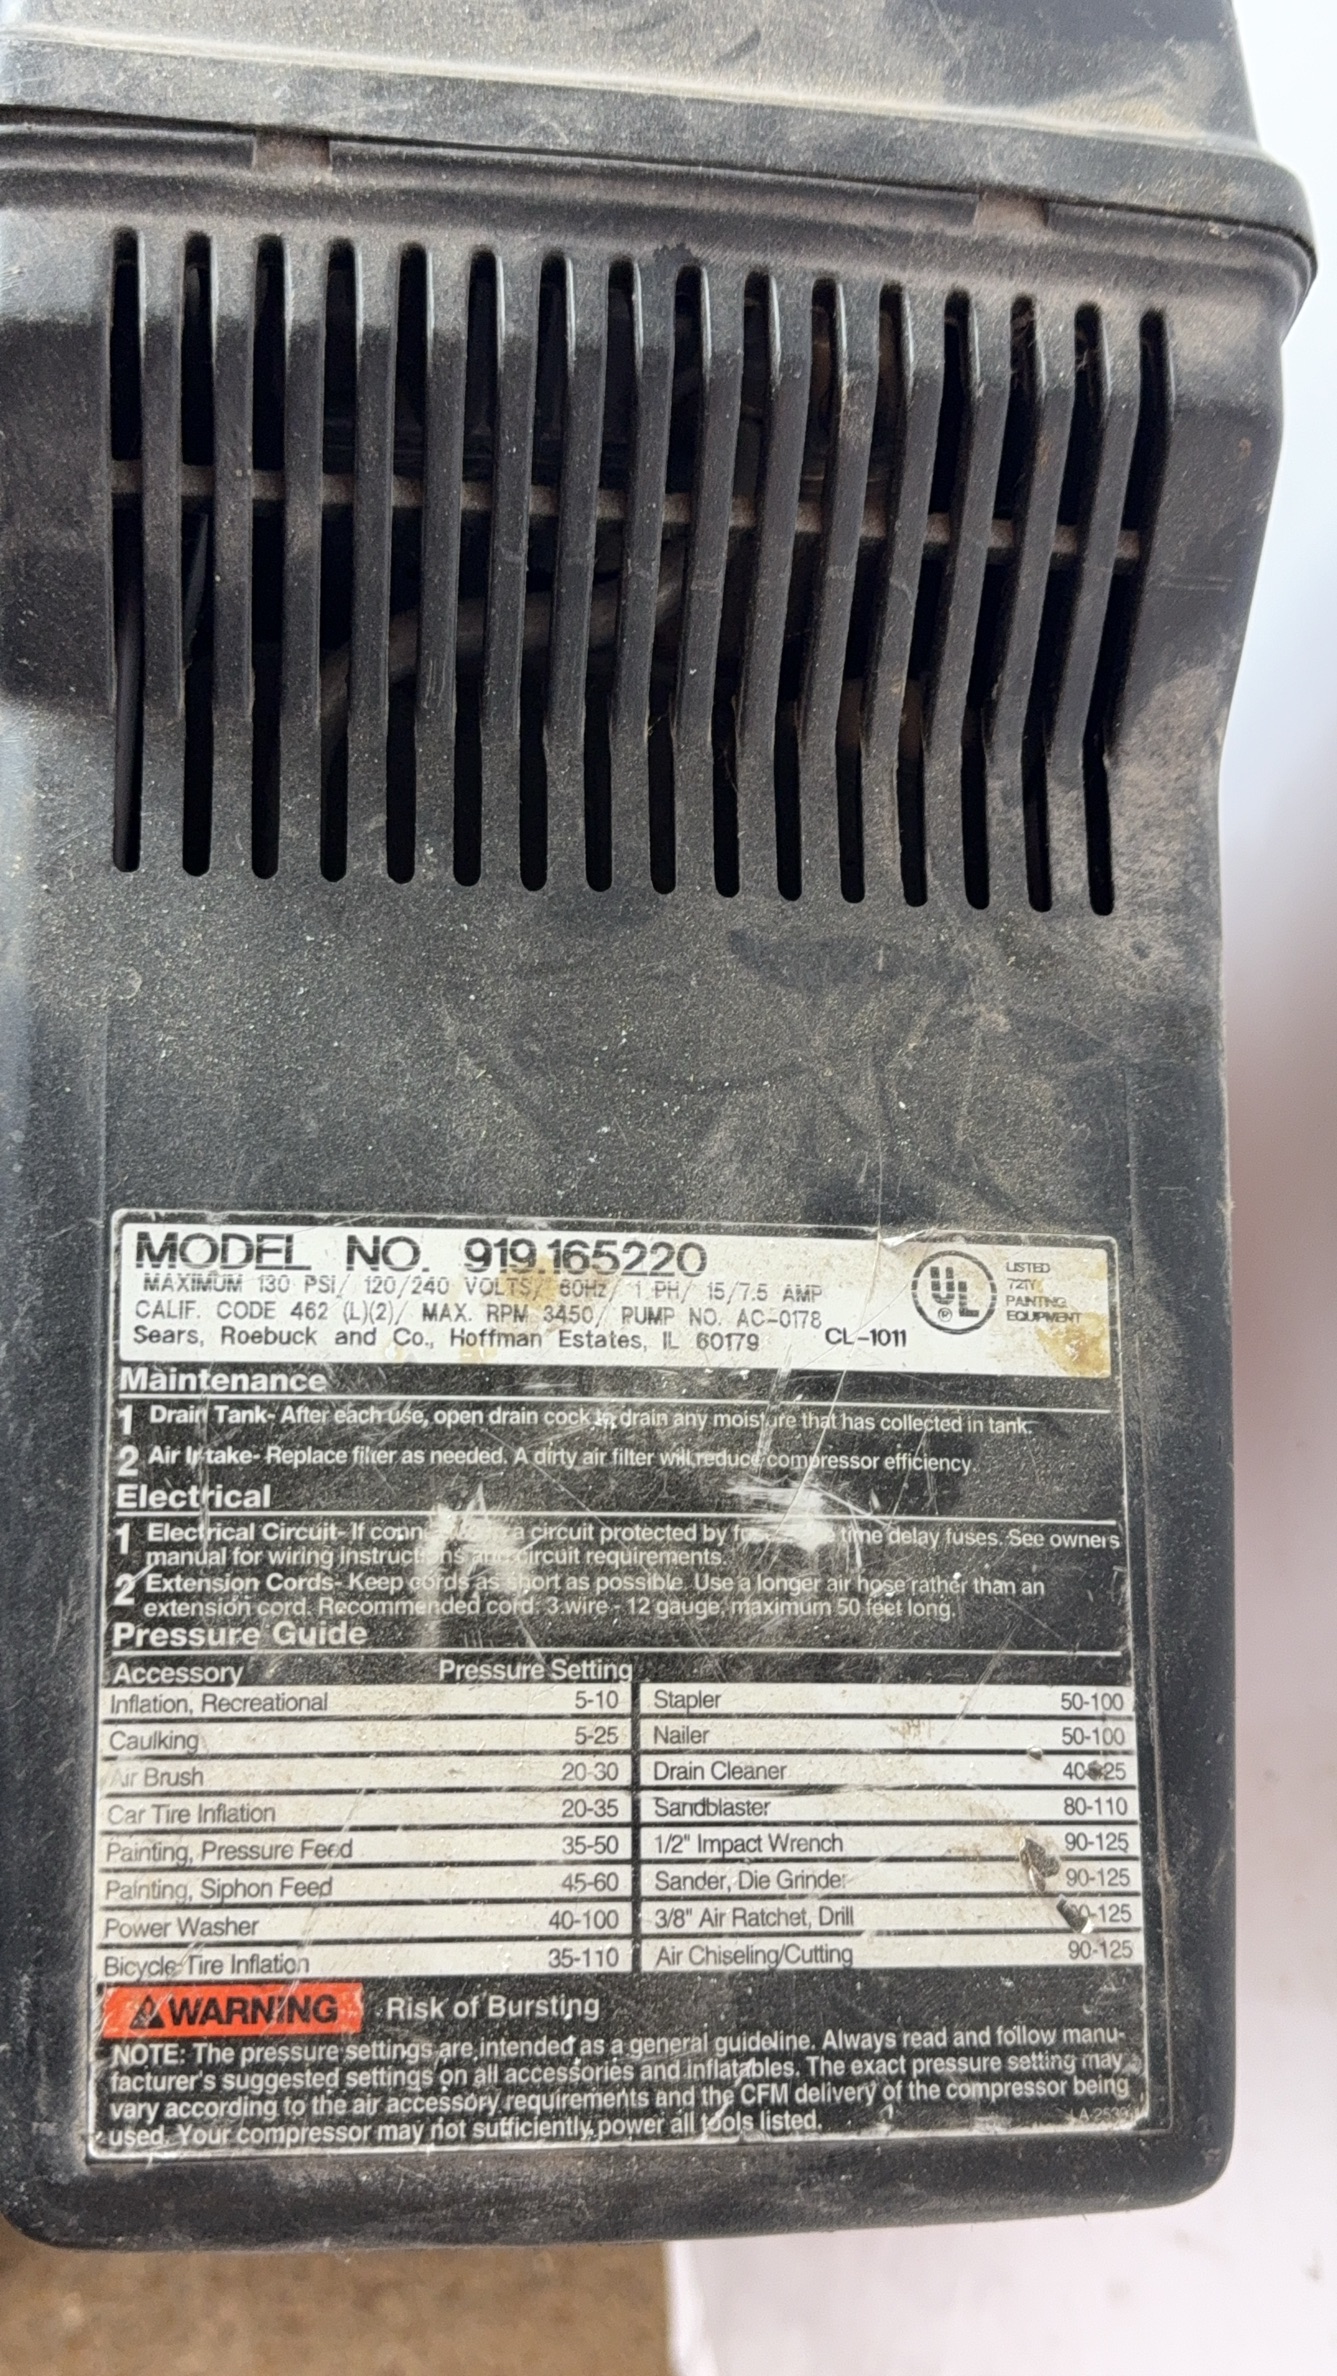 MODEL NO. 919.165220
MAXIMUM 130 PSI/ 120/240 VOLTS/ 60Hz/ 1 PH/ 15/7.5 AMP
CALIF. CODE 462 (L)(2)/ MAX. RPM 3450/ PUMP NO. AC-0178
Sears, Roebuck and Co., Hoffman Estates, IL 60179 CL-1011
UL ®
LISTED
72TY
PAINTING
EQUIPMENT
Maintenance
1 Drain Tank- After each use, open drain cock to drain any moisture that has collected in tank.
2 Air Intake- Replace filter as needed. A dirty air filter will reduce compressor efficiency.
Electrical
1 Electrical Circuit- If a circuit protected by time delay fuses. See owners
manual for wiring instructions and circuit requirements.
2 Extension Cords- Keep cords as short as possible. Use a longer air hose rather than an
extension cord. Recommended cord: 3 wire - 12 gauge, maximum 50 feet long.
Pressure Guide
Accessory Pressure Setting
Inflation, Recreational 5-10
Caulking 5-25
Air Brush 20-30
Car Tire Inflation 20-35
Painting, Pressure Feed 35-50
Painting, Siphon Feed 45-60
Power Washer 40-100
Bicycle Tire Inflation 35-110
Stapler 50-100
Nailer 50-100
Drain Cleaner
Sandblaster 80-110
1/2" Impact Wrench 90-125
Sander, Die Grinder 90-125
3/8" Air Ratchet, Drill 90-125
Air Chiseling/Cutting 90-125
WARNING Risk of Bursting
NOTE: The pressure settings are intended as a general guideline. Always read and follow manu-
facturer's suggested settings on all accessories and inflatables. The exact pressure setting may
vary according to the air accessory requirements and the CFM delivery of the compressor being
used. Your compressor may not sufficiently power all tools listed.